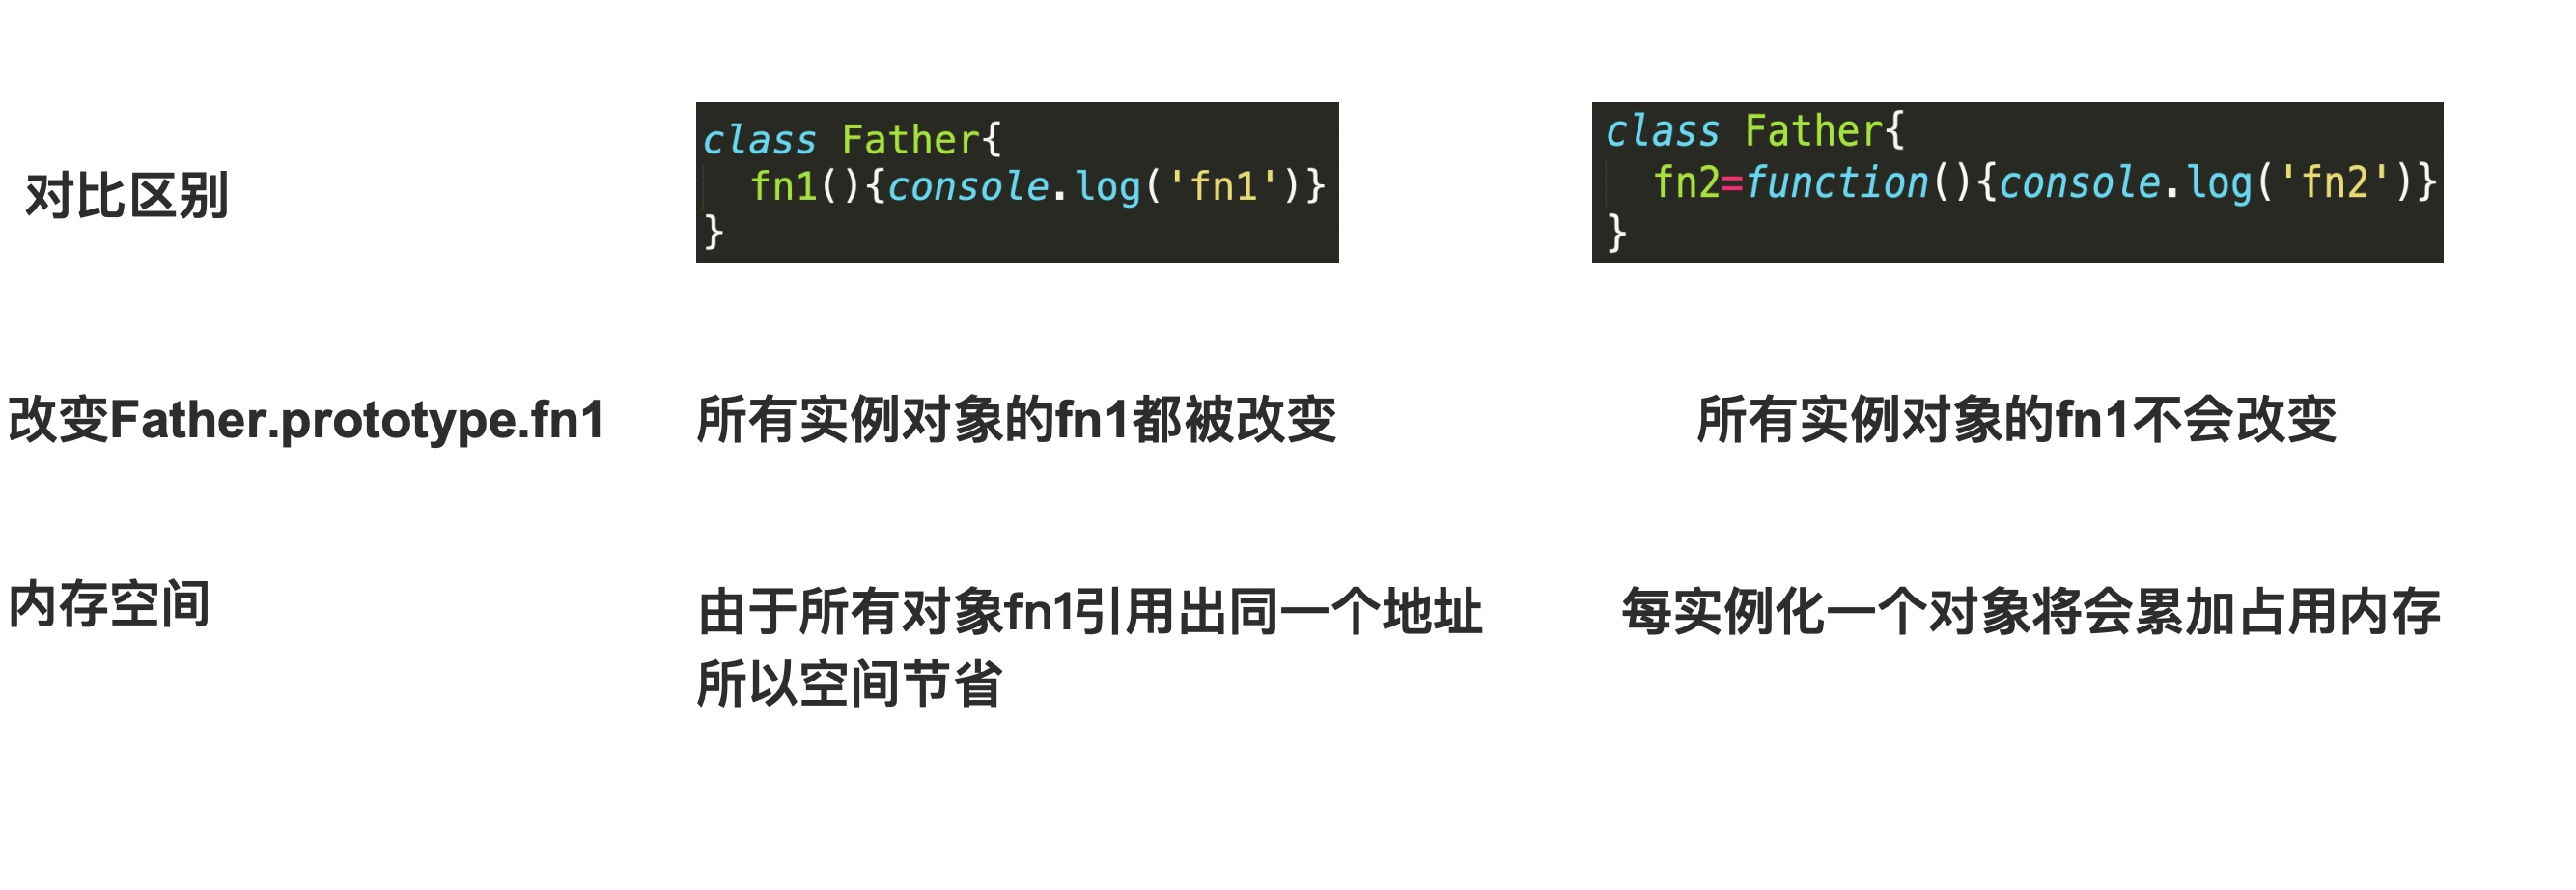 对比区别
class Father{
fn1(){console.log('fn1')}
}
class Father{
fn2=function(){console.log('fn2')}
}
改变Father.prototype.fn1
所有实例对象的fn1都被改变
所有实例对象的fn1不会改变
内存空间
由于所有对象fn1引用出同一个地址
所以空间节省
每实例化一个对象将会累加占用内存